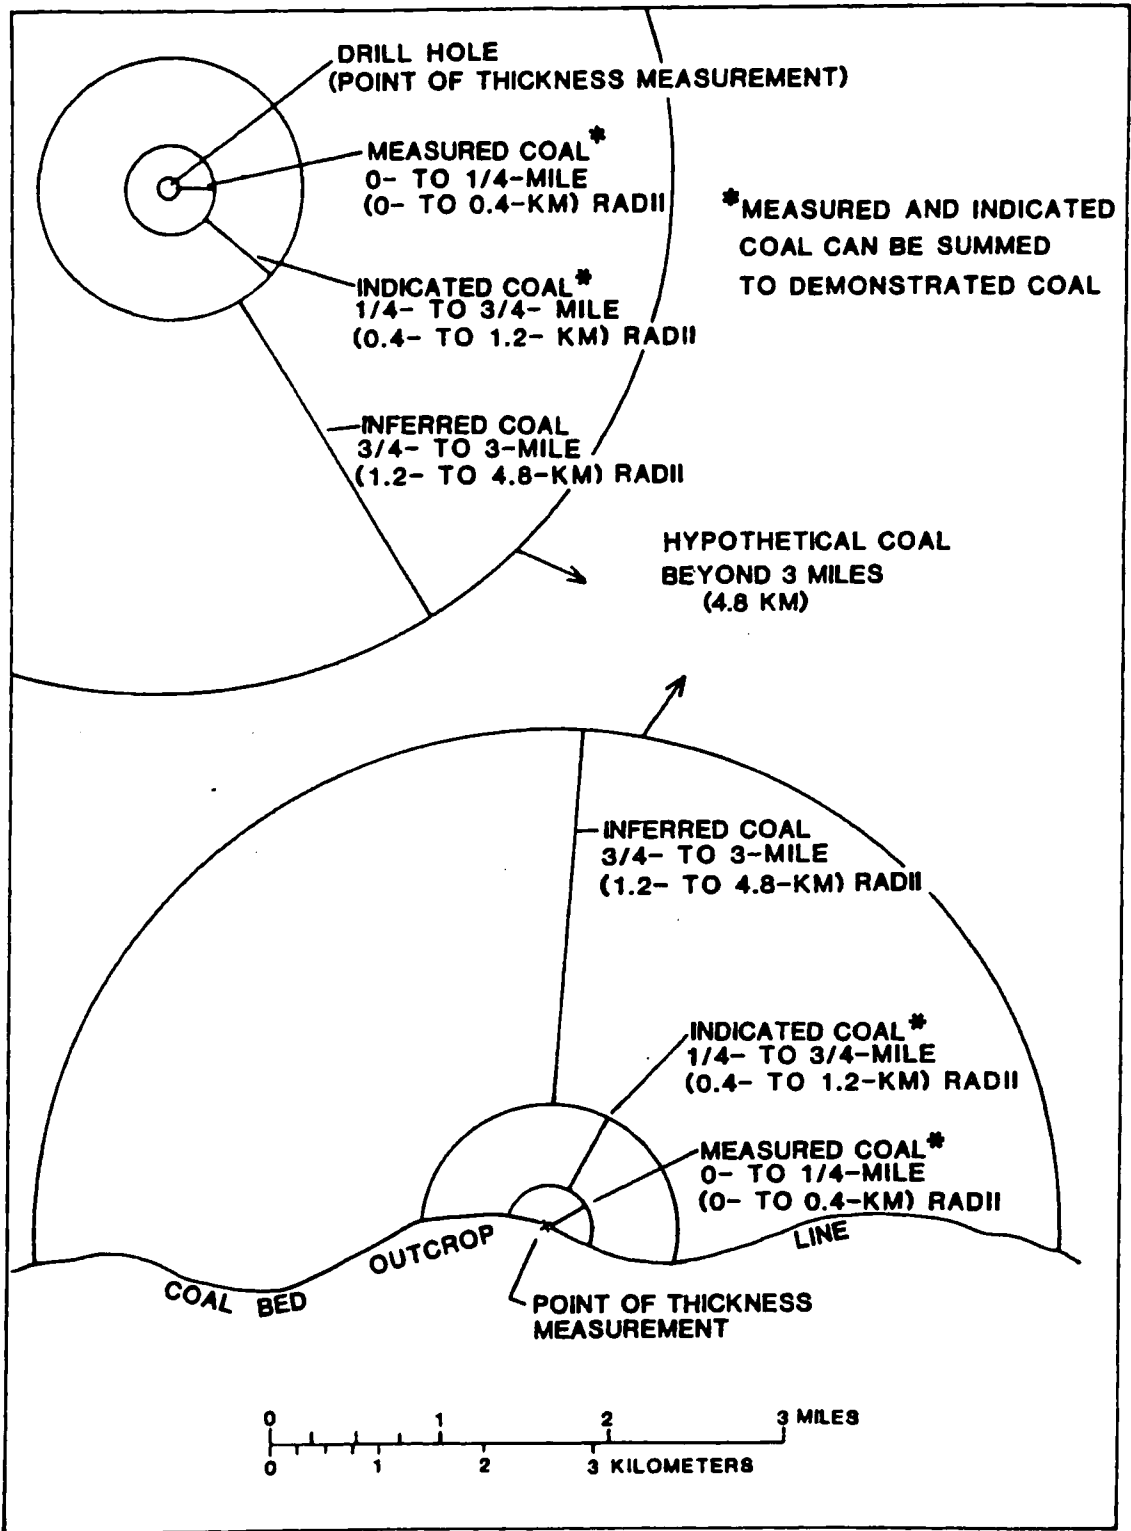 DRILL HOLE
(POINT OF THICKNESS MEASUREMENT)
MEASURED COAL*
0- TO 1/4-MILE
(0- TO 0.4-KM) RADII
*MEASURED AND INDICATED
COAL CAN BE SUMMED
TO DEMONSTRATED COAL
INDICATED COAL*
1/4- TO 3/4- MILE
(0.4- TO 1.2- KM) RADII
INFERRED COAL
3/4- TO 3-MILE
(1.2- TO 4.8-KM) RADII
HYPOTHETICAL COAL
BEYOND 3 MILES
(4.8 KM)
INFERRED COAL
3/4- TO 3-MILE
(1.2- TO 4.8-KM) RADII
INDICATED COAL*
1/4- TO 3/4-MILE
(0.4- TO 1.2-KM) RADII
MEASURED COAL*
0- TO 1/4-MILE
(0- TO 0.4-KM) RADII
COAL BED OUTCROP LINE
POINT OF THICKNESS
MEASUREMENT
0 1 2 3 MILES
0 1 2 3 KILOMETERS